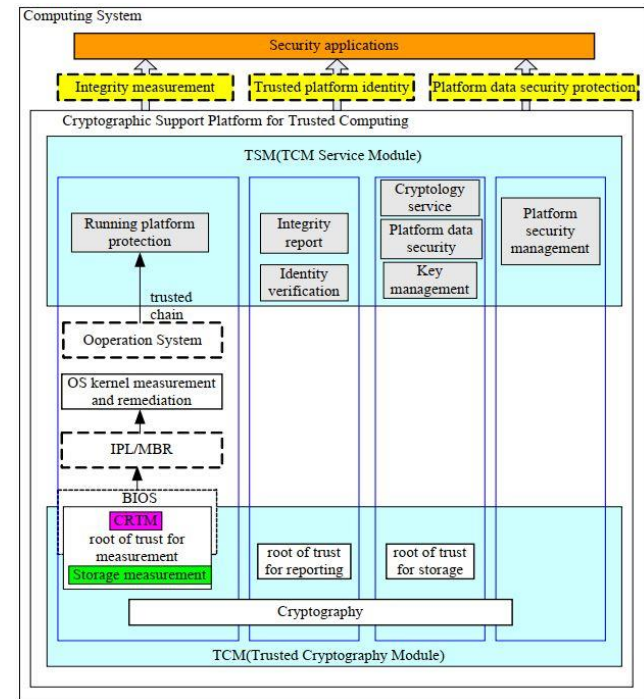 Computing System
Security applications
Integrity measurement
Trusted platform identity
Platform data security protection
Cryptographic Support Platform for Trusted Computing
TSM(TCM Service Module)
Running platform
protection
Integrity
report
Identity
verification
Cryptology
service
Platform data
security
Key
management
Platform
security
management
trusted
chain
Ooperation System
OS kernel measurement
and remediation
IPL/MBR
BIOS
CRTM
root of trust for
measurement
Storage measurement
root of trust
for reporting
root of trust
for storage
Cryptography
TCM(Trusted Cryptography Module)